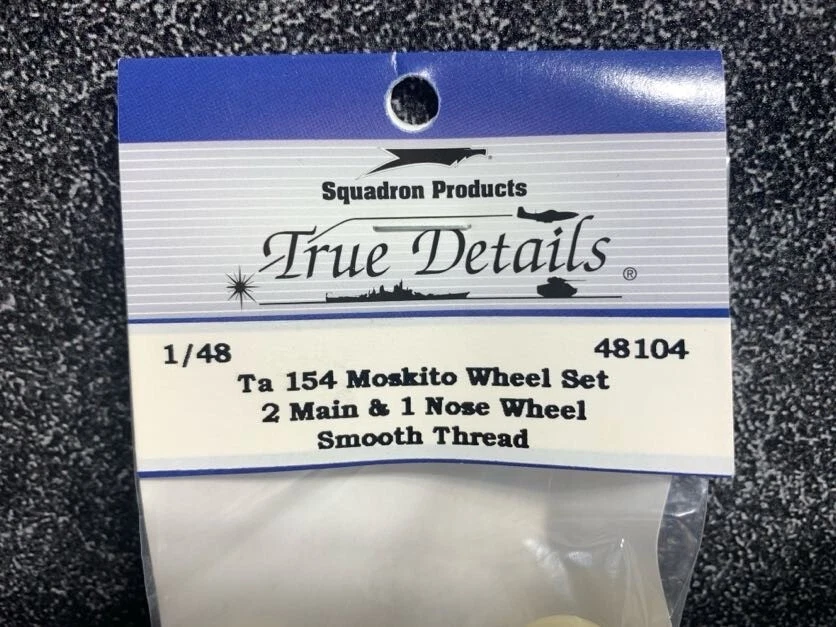 Squadron Products
True Details ®
1/48 48104
Ta 154 Moskito Wheel Set
2 Main & 1 Nose Wheel
Smooth Thread